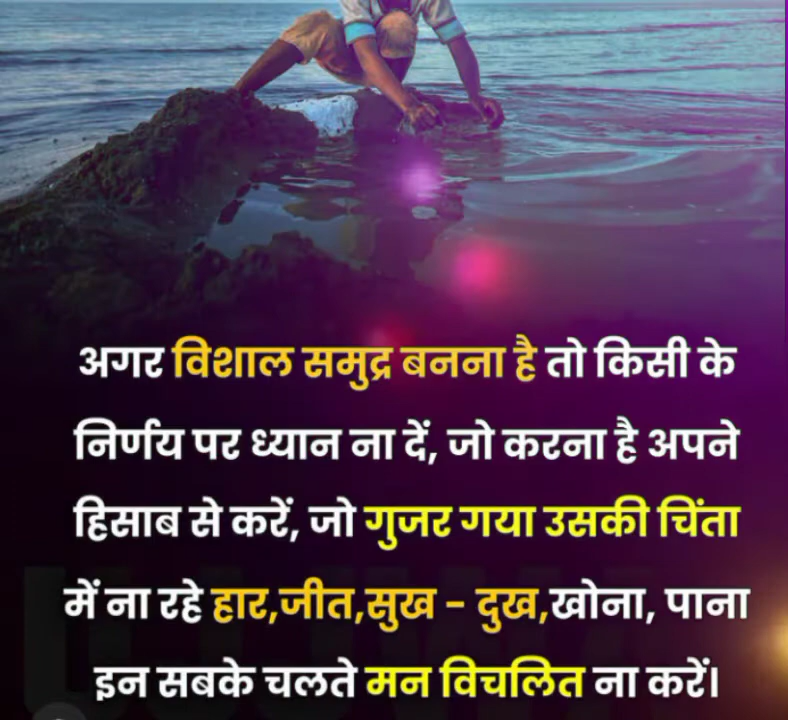 अगर विशाल समुद्र बनना है तो किसी के
निर्णय पर ध्यान ना दें, जो करना है अपने
हिसाब से करें, जो गुजर गया उसकी चिंता
में ना रहे हार,जीत,सुख - दुख,खोना, पाना
इन सबके चलते मन विचलित ना करें।